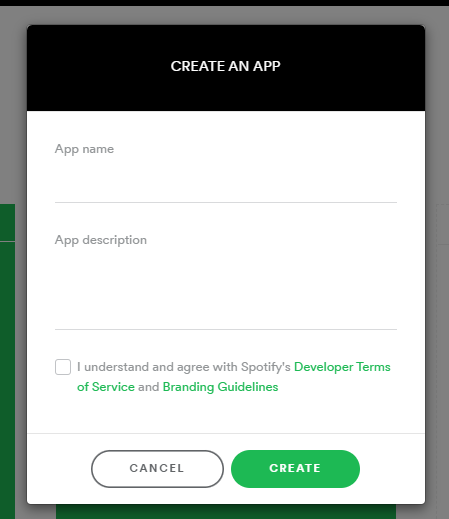 CREATE AN APP
App name
App description
I understand and agree with Spotify's Developer Terms
of Service and Branding Guidelines
CANCEL
CREATE